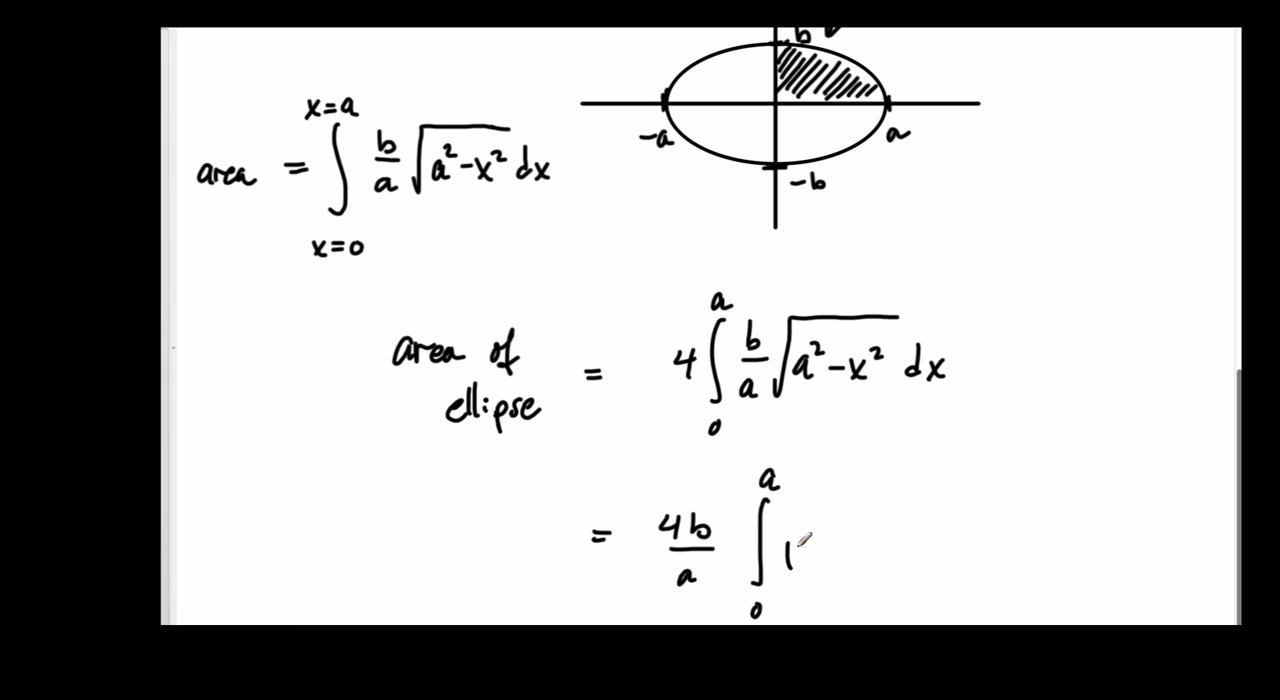 b
-a
a
-b
x=a
area = ∫ b/a √(a²-x²) dx
x=0
a
area of ellipse = 4 ∫ b/a √(a²-x²) dx
0
a
= 4b/a ∫
0